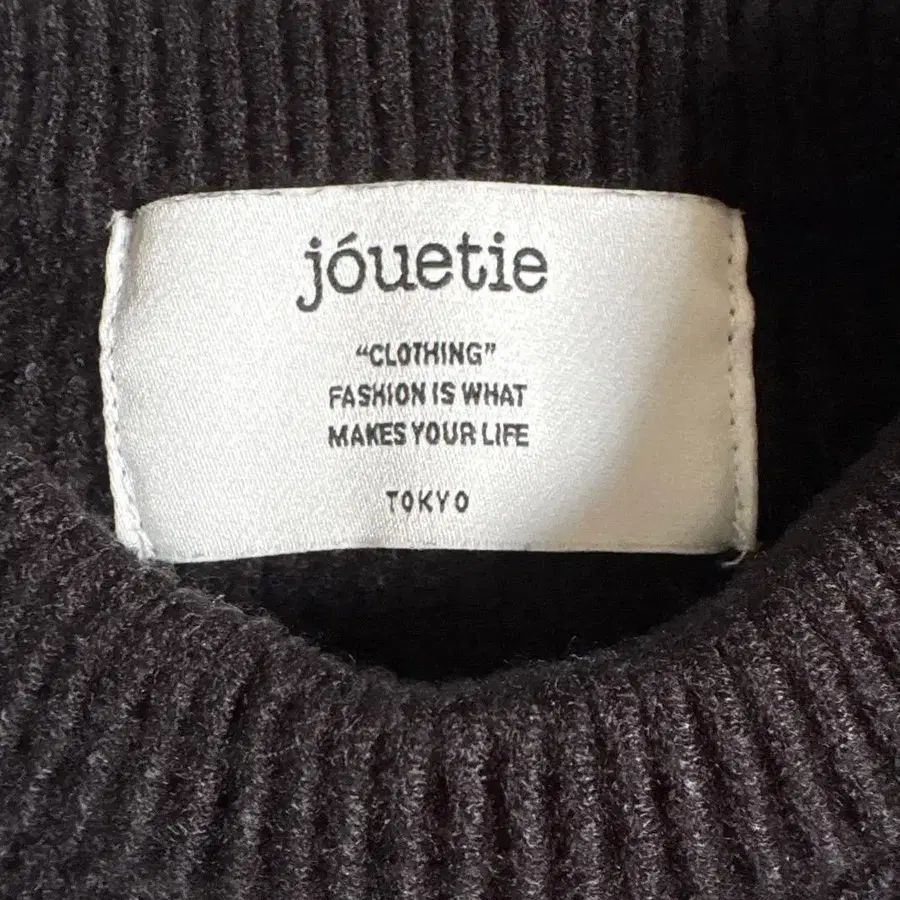 jóuetie
“CLOTHING”
FASHION IS WHAT
MAKES YOUR LIFE
TOKYO